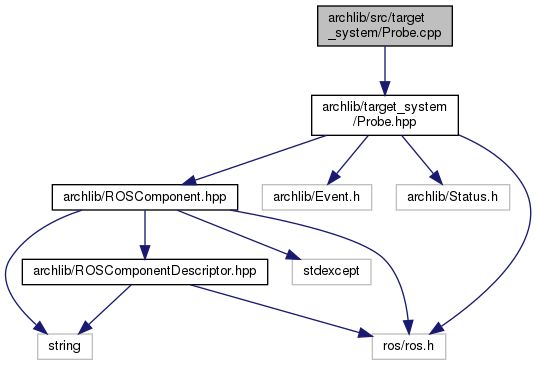 archlib/src/target
_system/Probe.cpp
archlib/target_system
/Probe.hpp
archlib/ROSComponent.hpp
archlib/Event.h
archlib/Status.h
archlib/ROSComponentDescriptor.hpp
stdexcept
string
ros/ros.h